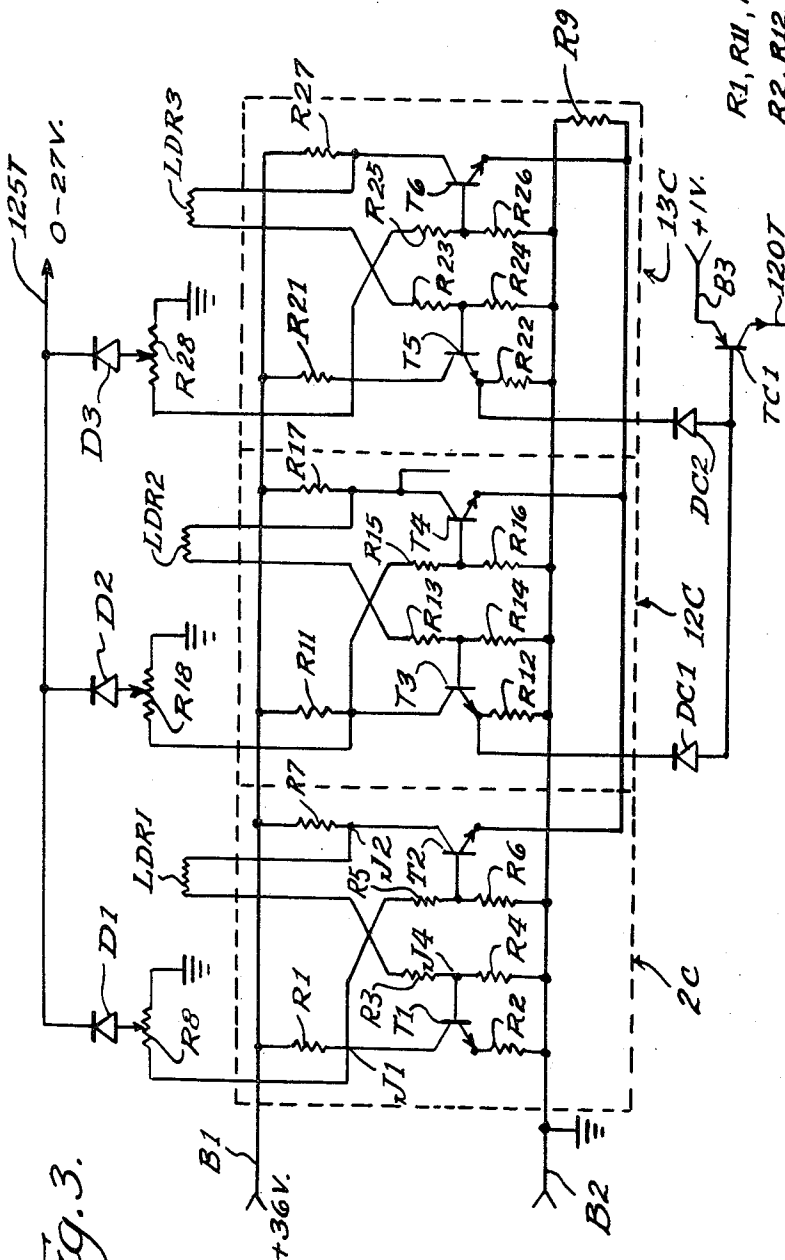 Fig. 3.
125T
0-27V.
D1
D2
D3
R8
R18
R28
LDR1
LDR2
LDR3
B1
+36V.
R1
R7
R11
R17
R21
R27
J1
J2
R3
R5
R13
R15
R23
R25
J4
T1
T2
T3
T4
T5
T6
R2
R4
R6
R12
R14
R16
R22
R24
R26
R9
B2
2C
12C
13C
DC1
DC2
+1V.
B3
TC1
120T
R1, R11,
R2, R12